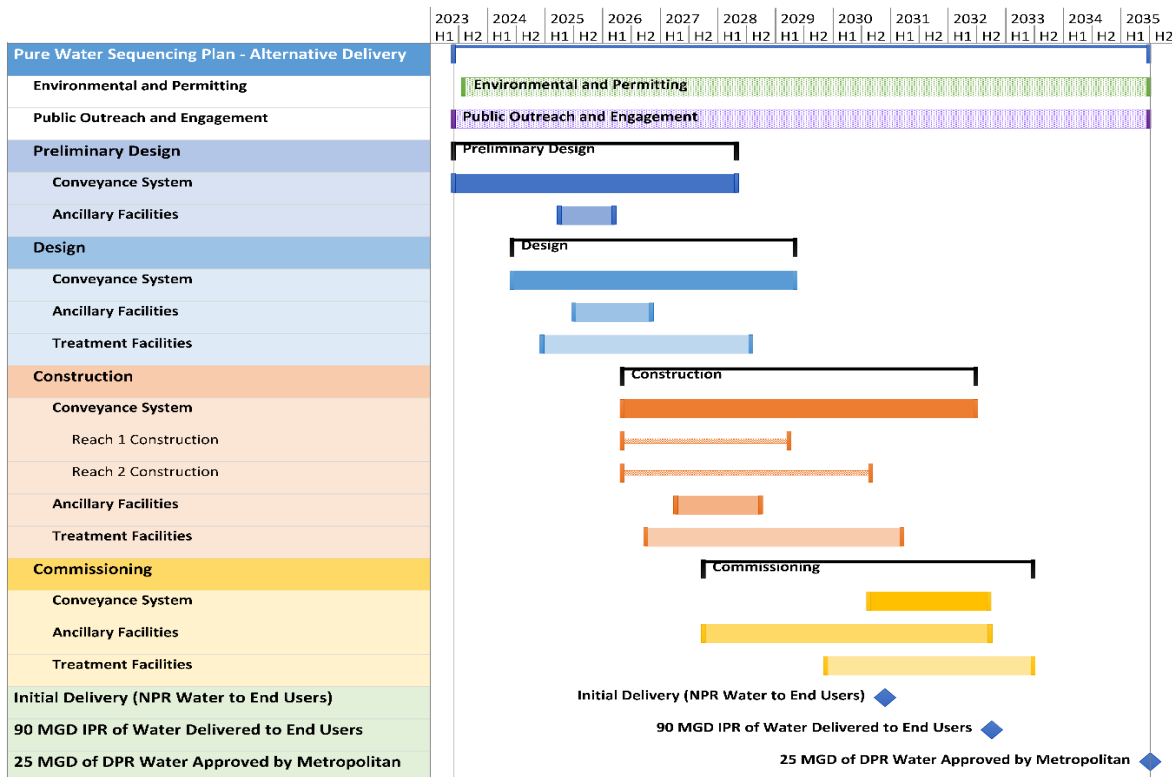 2023 2024 2025 2026 2027 2028 2029 2030 2031 2032 2033 2034 2035
H1 H2 H1 H2 H1 H2 H1 H2 H1 H2 H1 H2 H1 H2 H1 H2 H1 H2 H1 H2 H1 H2 H1 H2 H1 H2
Pure Water Sequencing Plan - Alternative Delivery
Environmental and Permitting Environmental and Permitting
Public Outreach and Engagement Public Outreach and Engagement
Preliminary Design Preliminary Design
Conveyance System
Ancillary Facilities
Design Design
Conveyance System
Ancillary Facilities
Treatment Facilities
Construction Construction
Conveyance System
Reach 1 Construction
Reach 2 Construction
Ancillary Facilities
Treatment Facilities
Commissioning Commissioning
Conveyance System
Ancillary Facilities
Treatment Facilities
Initial Delivery (NPR Water to End Users) Initial Delivery (NPR Water to End Users)
90 MGD IPR of Water Delivered to End Users 90 MGD IPR of Water Delivered to End Users
25 MGD of DPR Water Approved by Metropolitan 25 MGD of DPR Water Approved by Metropolitan